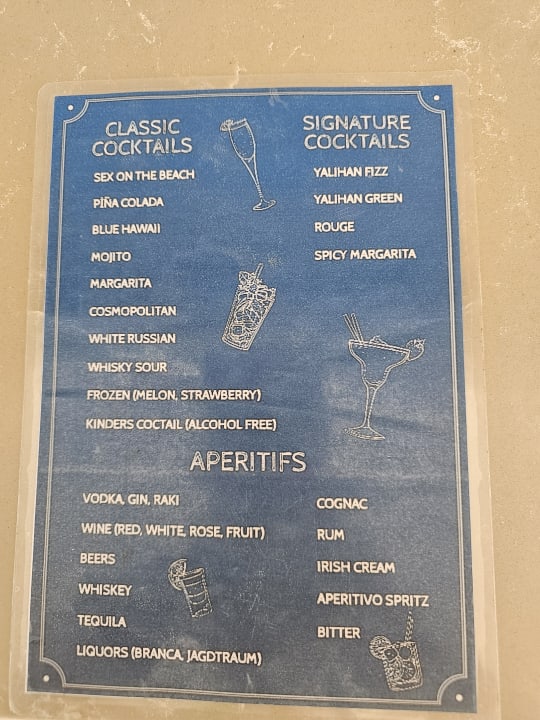 CLASSIC
COCKTAILS
SEX ON THE BEACH
PİÑA COLADA
BLUE HAWAII
MOJITO
MARGARITA
COSMOPOLITAN
WHITE RUSSIAN
WHISKY SOUR
FROZEN (MELON, STRAWBERRY)
KINDERS COCTAIL (ALCOHOL FREE)
SIGNATURE
COCKTAILS
YALIHAN FIZZ
YALIHAN GREEN
ROUGE
SPICY MARGARITA
APERITIFS
VODKA, GIN, RAKI
WINE (RED, WHITE, ROSE, FRUIT)
BEERS
WHISKEY
TEQUILA
LIQUORS (BRANCA, JAGDTRAUM)
COGNAC
RUM
IRISH CREAM
APERITIVO SPRITZ
BITTER